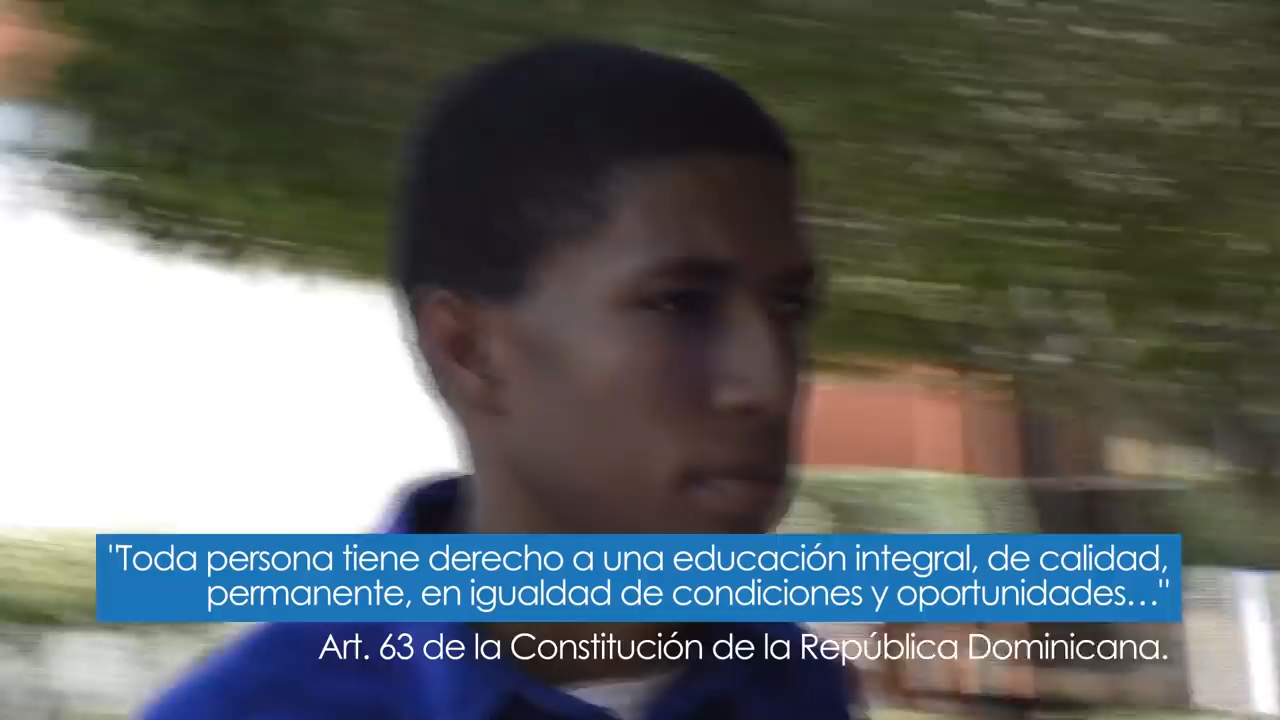 "Toda persona tiene derecho a una educación integral, de calidad,
permanente, en igualdad de condiciones y oportunidades..."
Art. 63 de la Constitución de la República Dominicana.